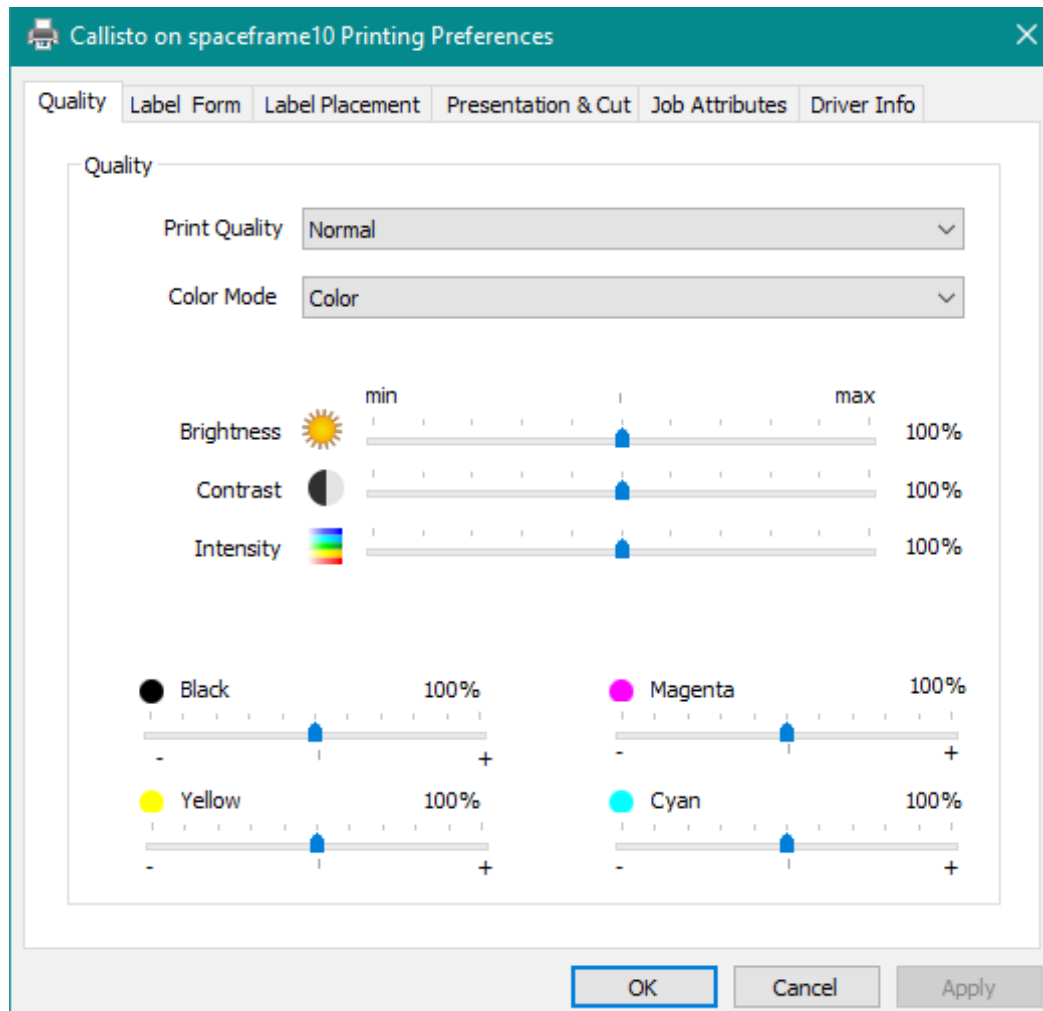 Callisto on spaceframe10 Printing Preferences
Quality Label Form Label Placement Presentation & Cut Job Attributes Driver Info
Quality
Print Quality Normal
Color Mode Color
min max
Brightness 100%
Contrast 100%
Intensity 100%
Black 100% Magenta 100%
- + - +
Yellow 100% Cyan 100%
- + - +
OK Cancel Apply